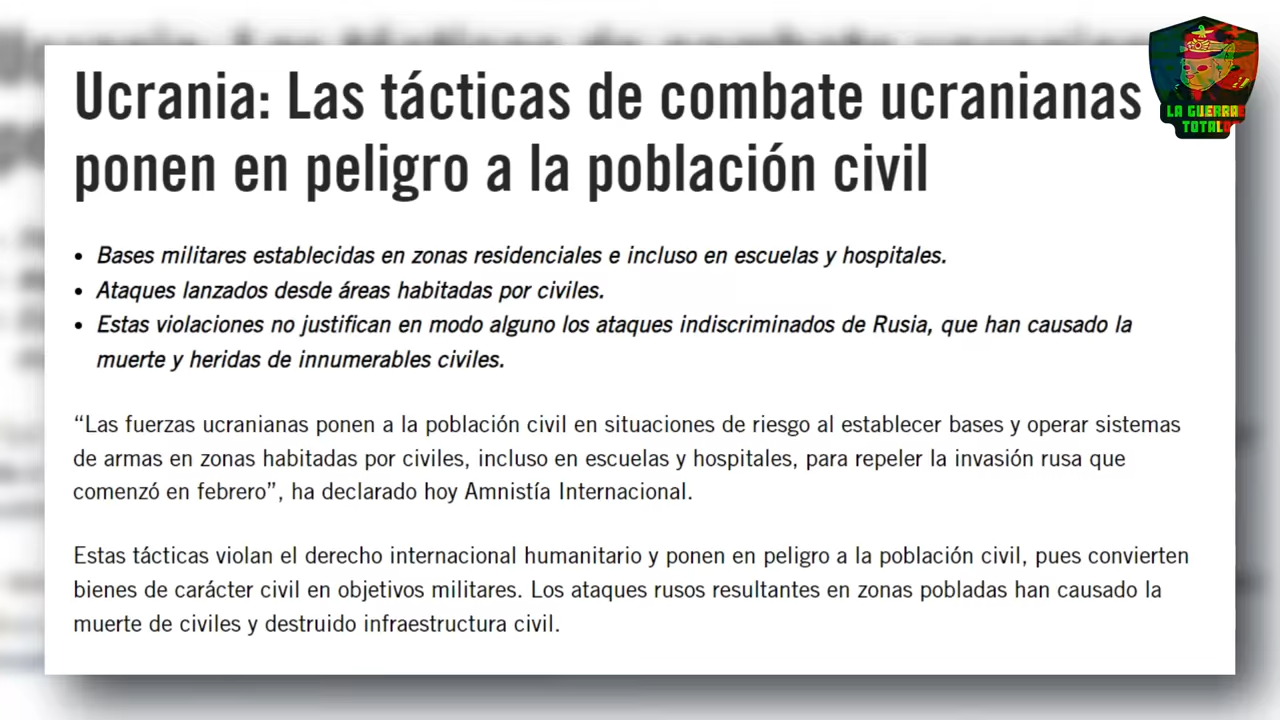 Ucrania: Las tácticas de combate ucranianas
ponen en peligro a la población civil
LA GUERRA
TOTAL
• Bases militares establecidas en zonas residenciales e incluso en escuelas y hospitales.
• Ataques lanzados desde áreas habitadas por civiles.
• Estas violaciones no justifican en modo alguno los ataques indiscriminados de Rusia, que han causado la
muerte y heridas de innumerables civiles.
“Las fuerzas ucranianas ponen a la población civil en situaciones de riesgo al establecer bases y operar sistemas
de armas en zonas habitadas por civiles, incluso en escuelas y hospitales, para repeler la invasión rusa que
comenzó en febrero”, ha declarado hoy Amnistía Internacional.
Estas tácticas violan el derecho internacional humanitario y ponen en peligro a la población civil, pues convierten
bienes de carácter civil en objetivos militares. Los ataques rusos resultantes en zonas pobladas han causado la
muerte de civiles y destruido infraestructura civil.